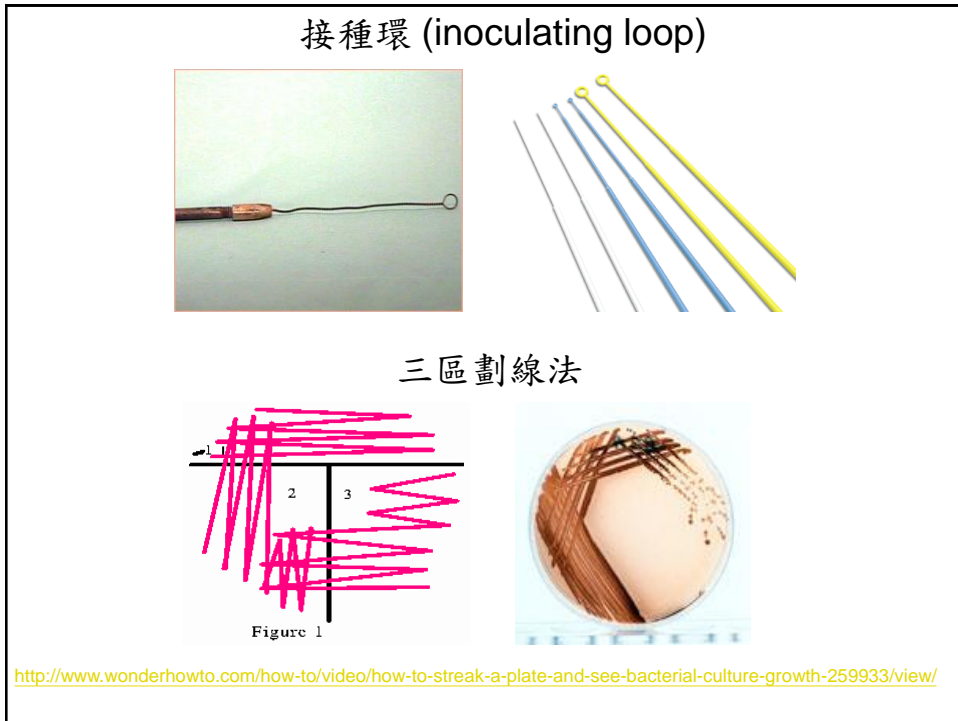 接種環 (inoculating loop)
三區劃線法
1
2
3
Figure 1
http://www.wonderhowto.com/how-to/video/how-to-streak-a-plate-and-see-bacterial-culture-growth-259933/view/